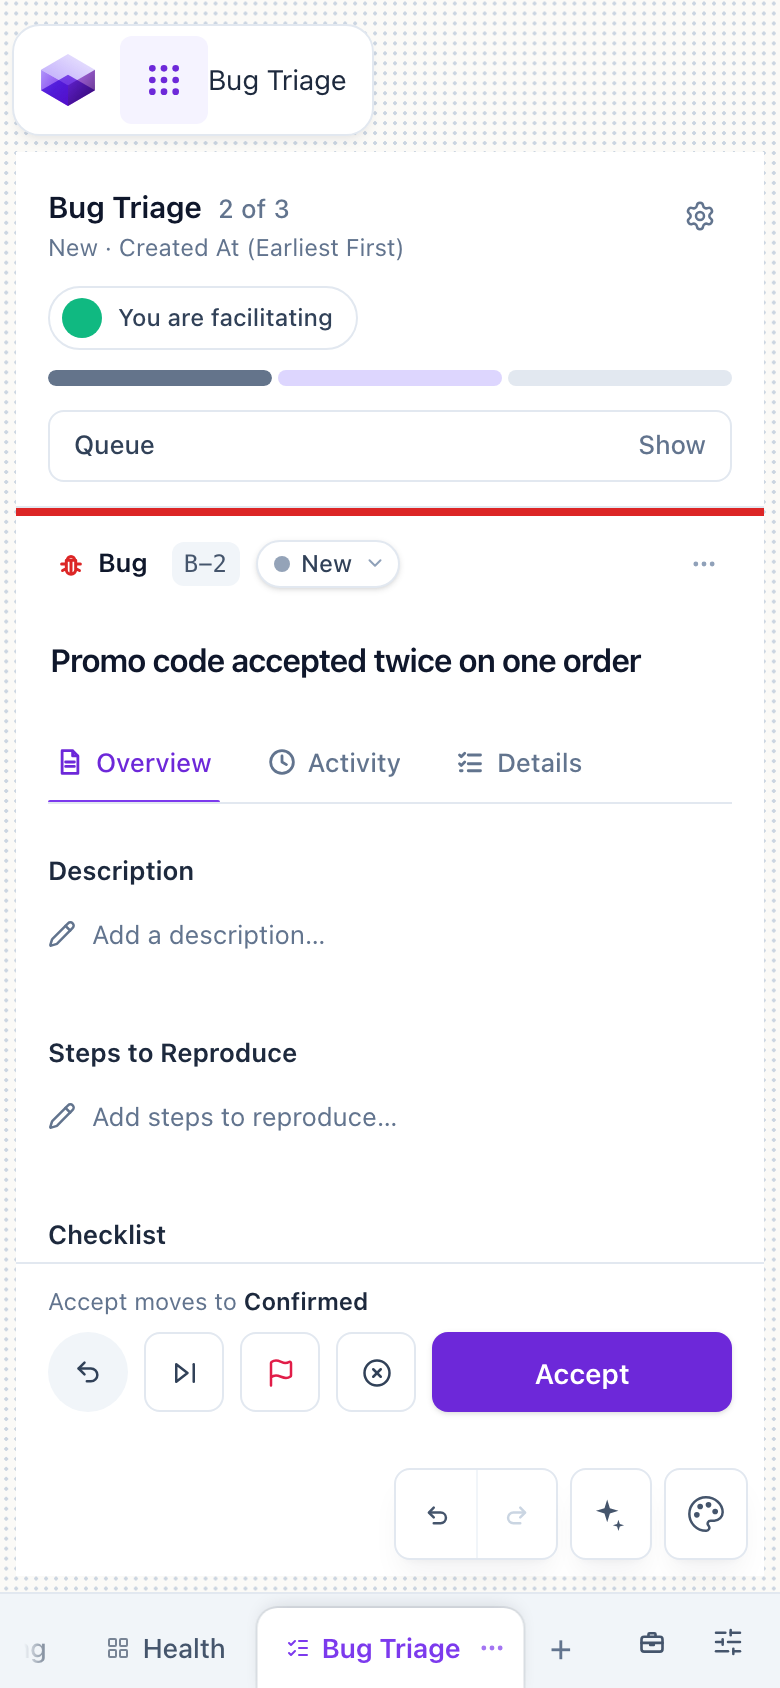 Bug Triage
Bug Triage 2 of 3
New · Created At (Earliest First)
You are facilitating
Queue Show
Bug B–2 New
Promo code accepted twice on one order
Overview Activity Details
Description
Add a description...
Steps to Reproduce
Add steps to reproduce...
Checklist
Accept moves to Confirmed
Accept
Health Bug Triage